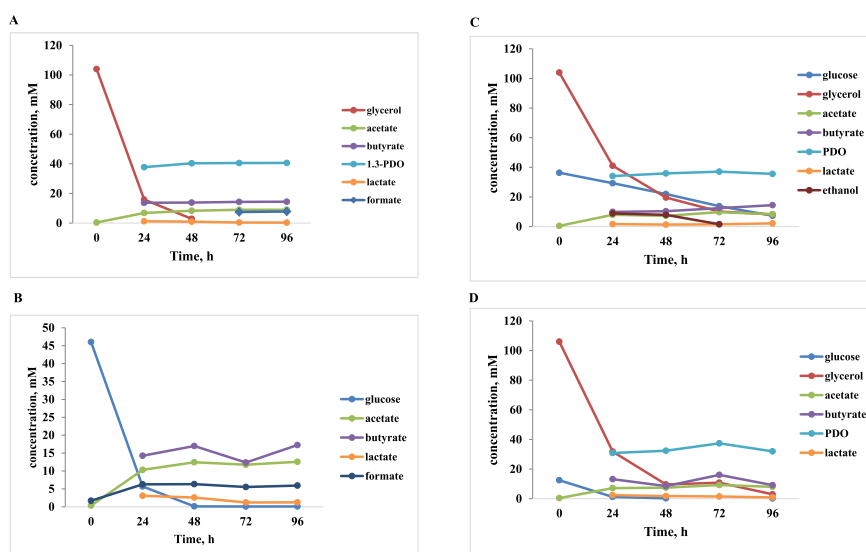 A
concetration, mM
120
100
80
60
40
20
0
0 24 48 72 96
Time, h
glycerol
acetate
butyrate
1.3-PDO
lactate
formate
C
concentration, mM
120
100
80
60
40
20
0
0 24 48 72 96
Time, h
glucose
glycerol
acetate
butyrate
PDO
lactate
ethanol
B
concentration, mM
50
45
40
35
30
25
20
15
10
5
0
0 24 48 72 96
Time, h
glucose
acetate
butyrate
lactate
formate
D
concentration, mM
120
100
80
60
40
20
0
0 24 48 72 96
Time, h
glucose
glycerol
acetate
butyrate
PDO
lactate